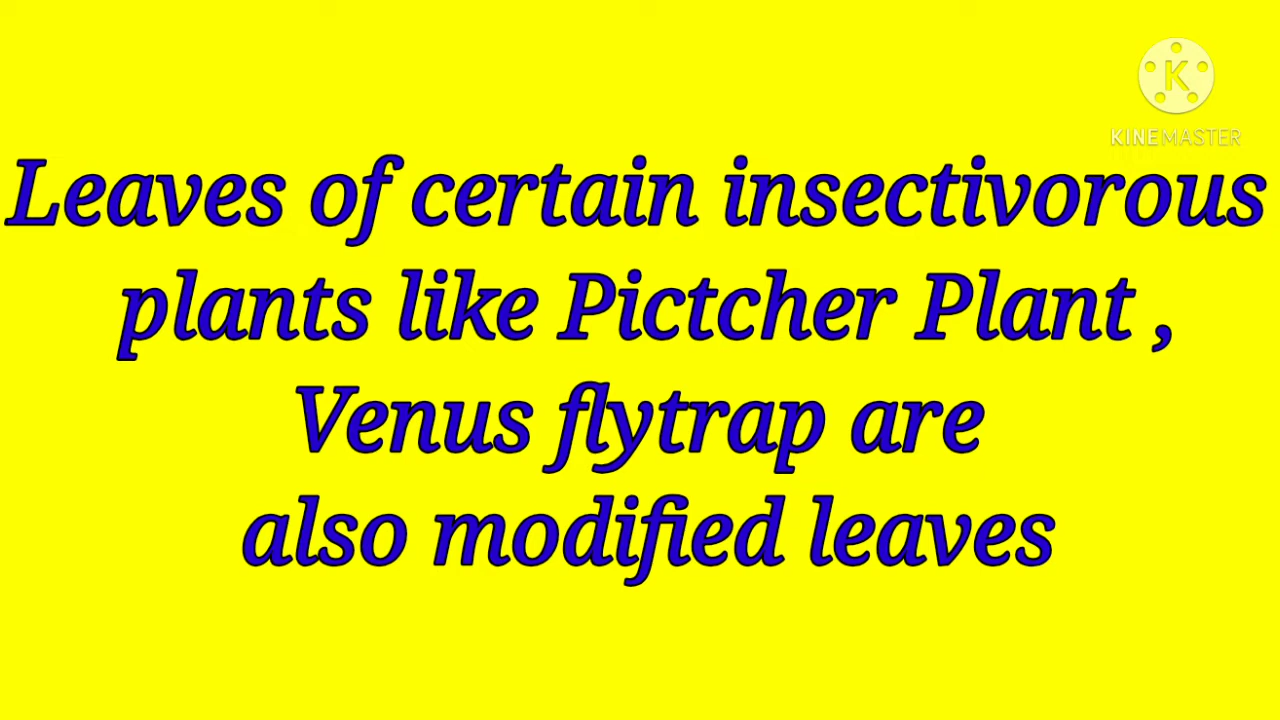 K
KINEMASTER
Leaves of certain insectivorous
plants like Pictcher Plant ,
Venus flytrap are
also modified leaves